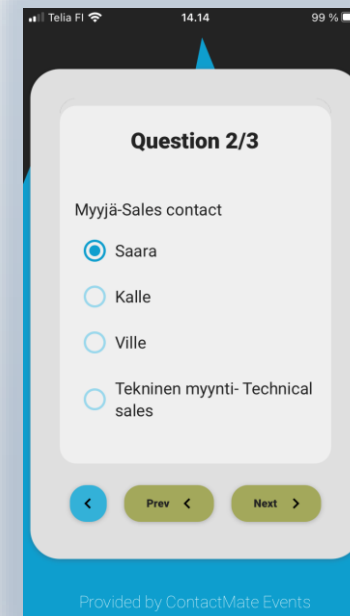 Telia FI
14.14
99 %
Question 2/3
Myyjä-Sales contact
Saara
Kalle
Ville
Tekninen myynti- Technical
sales
Prev
Next
Provided by ContactMate Events